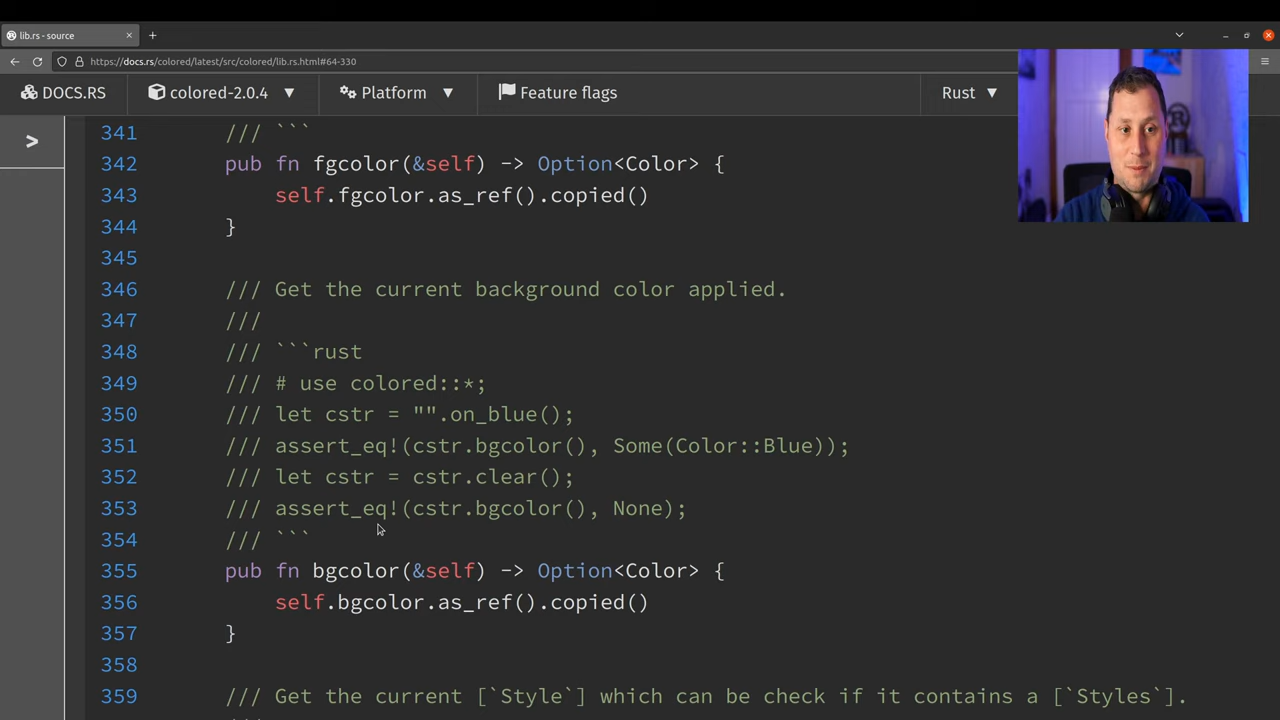 lib.rs - source
https://docs.rs/colored/latest/src/colored/lib.rs.html#64-330
DOCS.RS
colored-2.0.4
Platform
Feature flags
Rust
>
341 /// ```
342 pub fn fgcolor(&self) -> Option<Color> {
343 self.fgcolor.as_ref().copied()
344 }
345
346 /// Get the current background color applied.
347 ///
348 /// ```rust
349 /// # use colored::*;
350 /// let cstr = "".on_blue();
351 /// assert_eq!(cstr.bgcolor(), Some(Color::Blue));
352 /// let cstr = cstr.clear();
353 /// assert_eq!(cstr.bgcolor(), None);
354 /// ```
355 pub fn bgcolor(&self) -> Option<Color> {
356 self.bgcolor.as_ref().copied()
357 }
358
359 /// Get the current [`Style`] which can be check if it contains a [`Styles`].